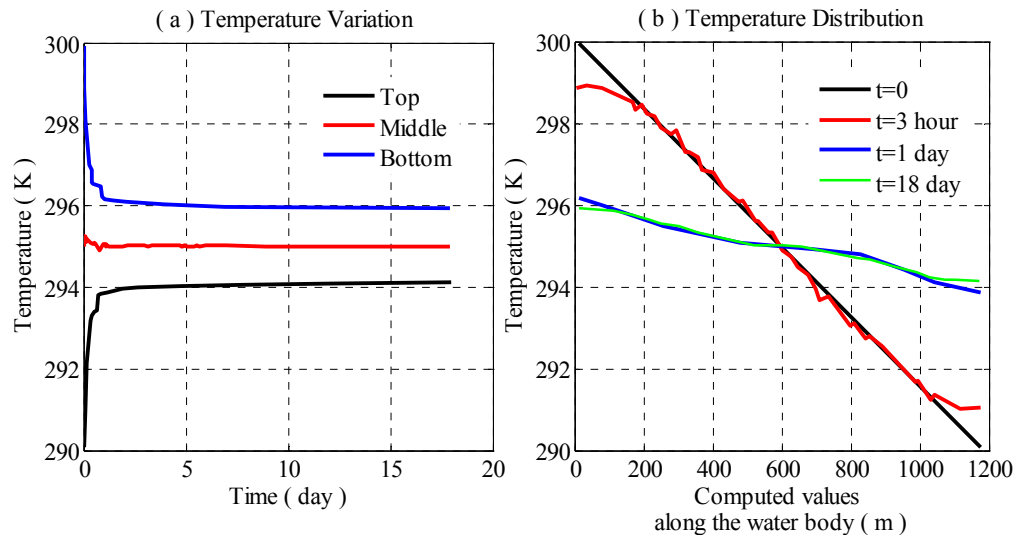 ( a ) Temperature Variation
300
298
296
294
292
290
Temperature ( K )
0
5
10
15
20
Time ( day )
Top
Middle
Bottom
( b ) Temperature Distribution
300
298
296
294
292
290
Temperature ( K )
0
200
400
600
800
1000
1200
Computed values
along the water body ( m )
t=0
t=3 hour
t=1 day
t=18 day